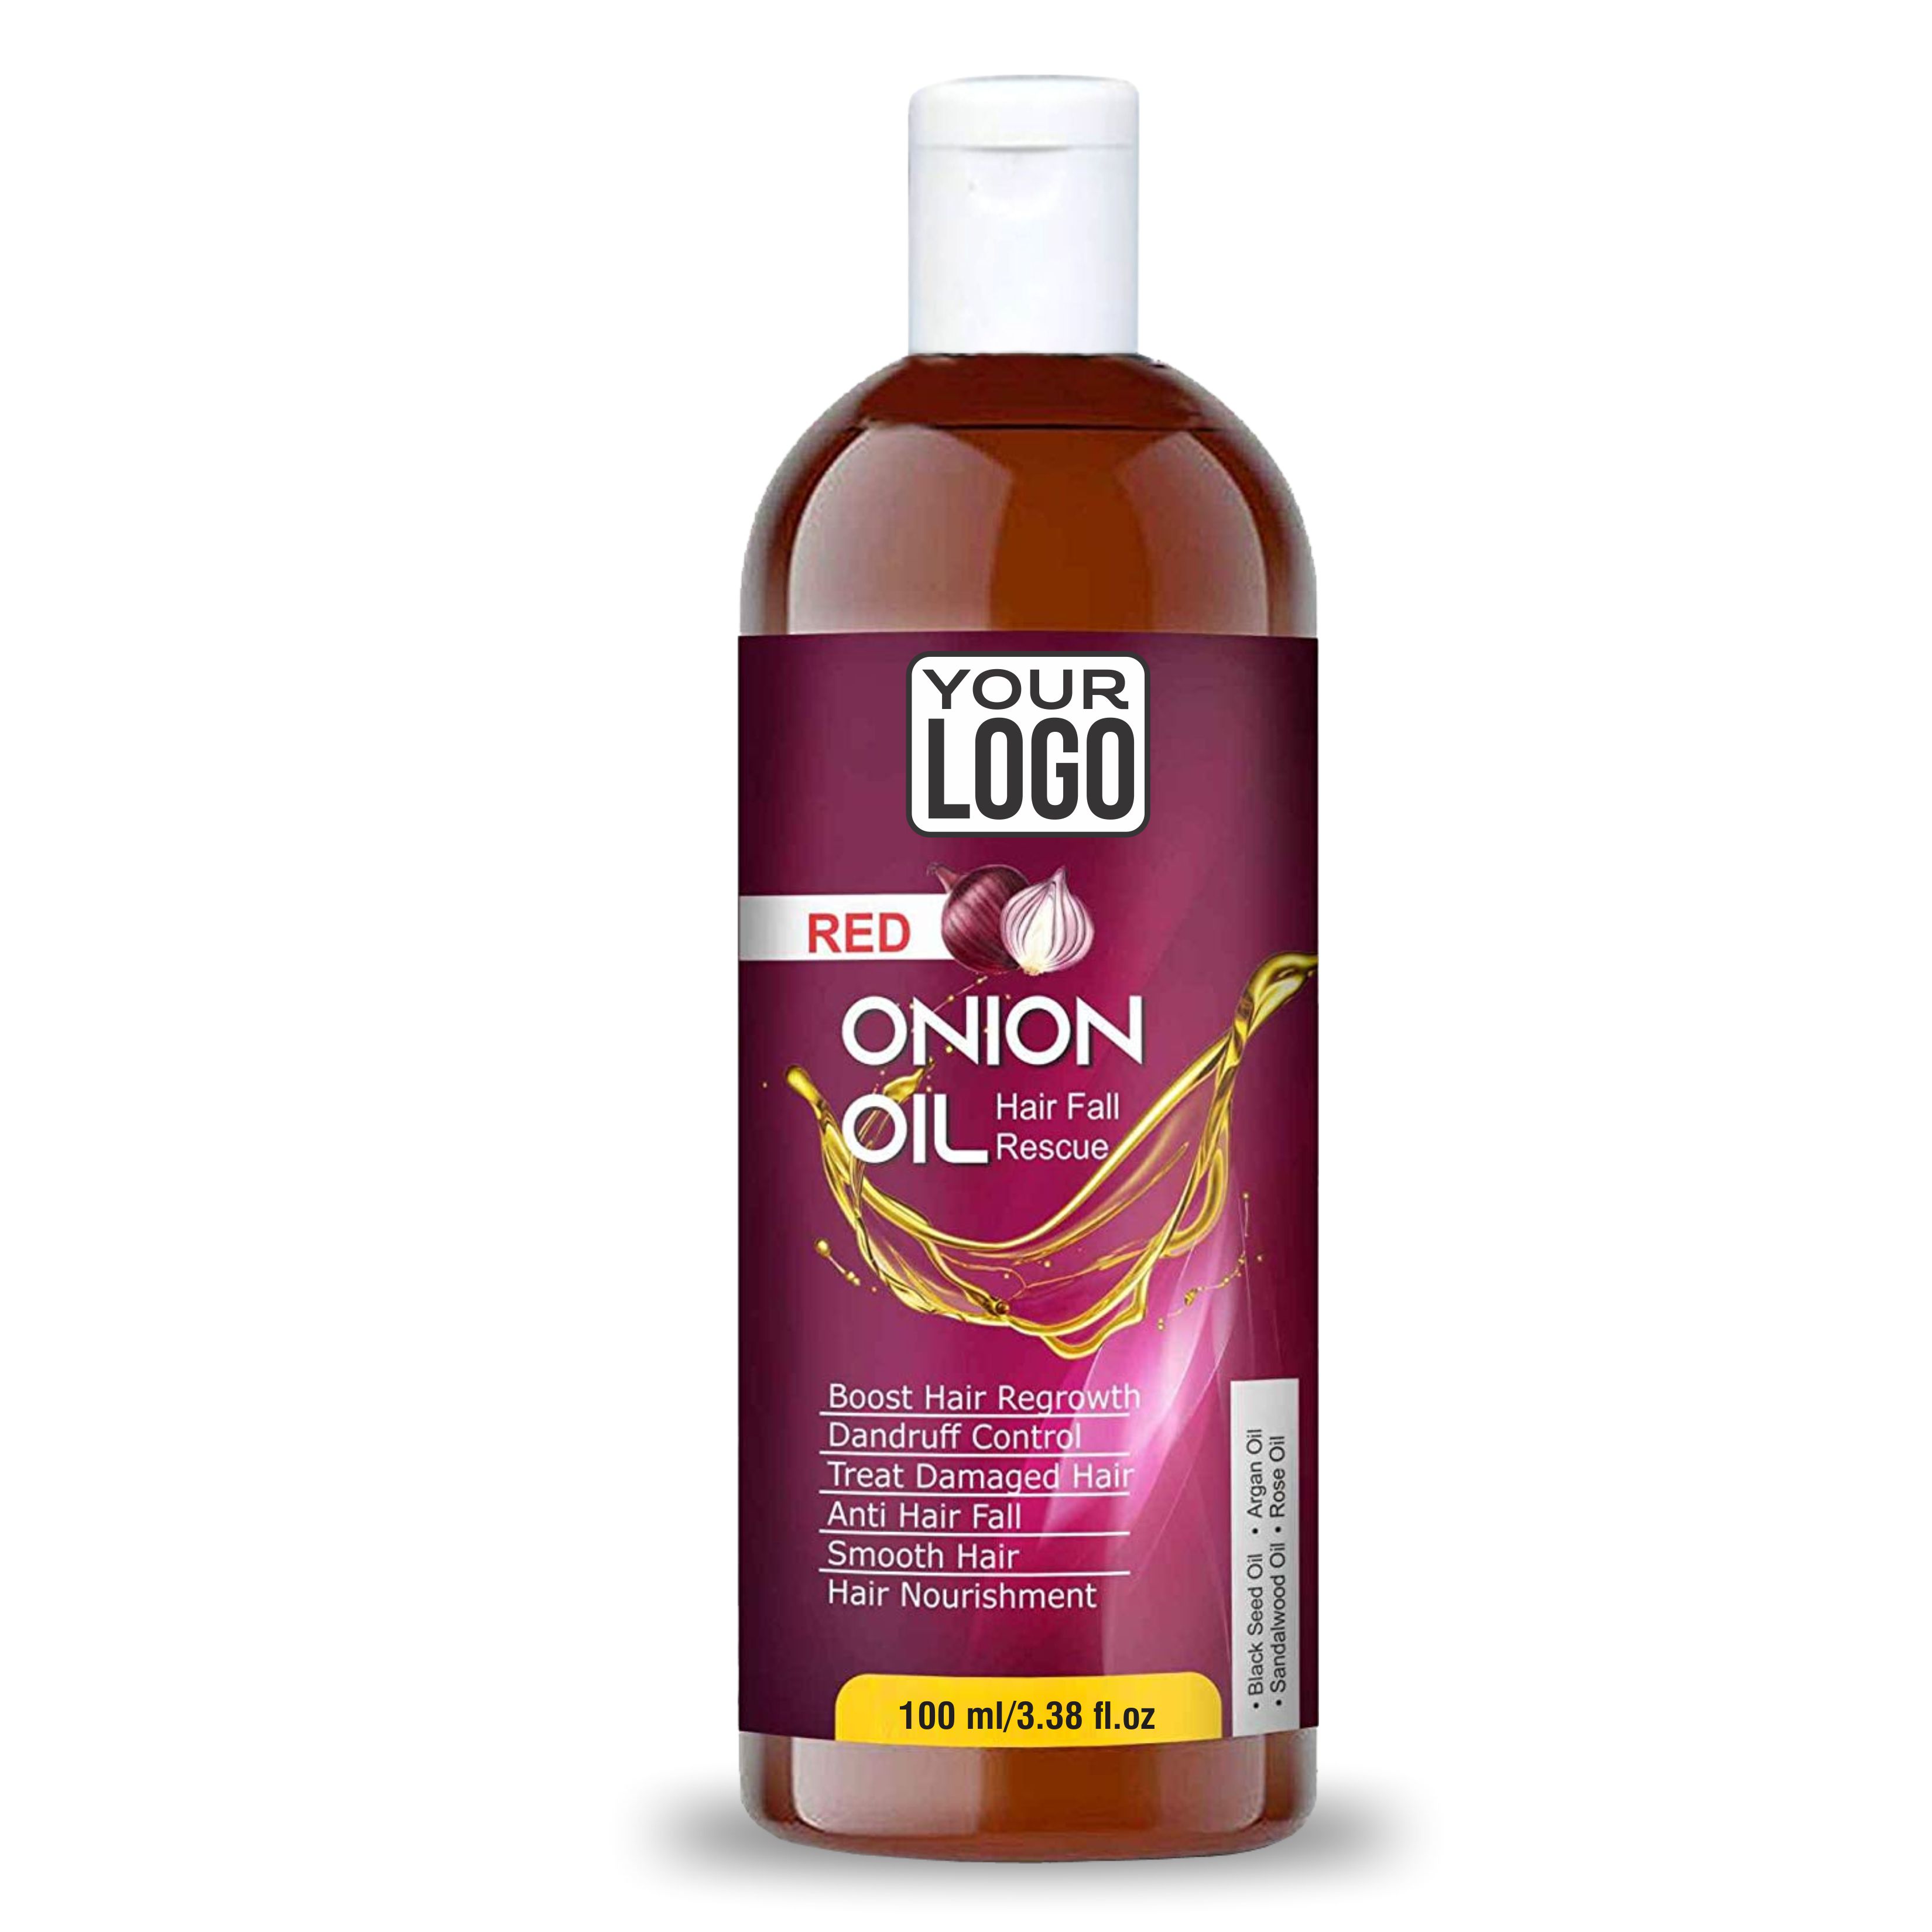 YOUR
LOGO
RED
ONION
OIL Hair Fall
Rescue
Boost Hair Regrowth
Dandruff Control
Treat Damaged Hair
Anti Hair Fall
Smooth Hair
Hair Nourishment
• Black Seed Oil • Argan Oil
• Sandalwood Oil • Rose Oil
100 ml/3.38 fl.oz